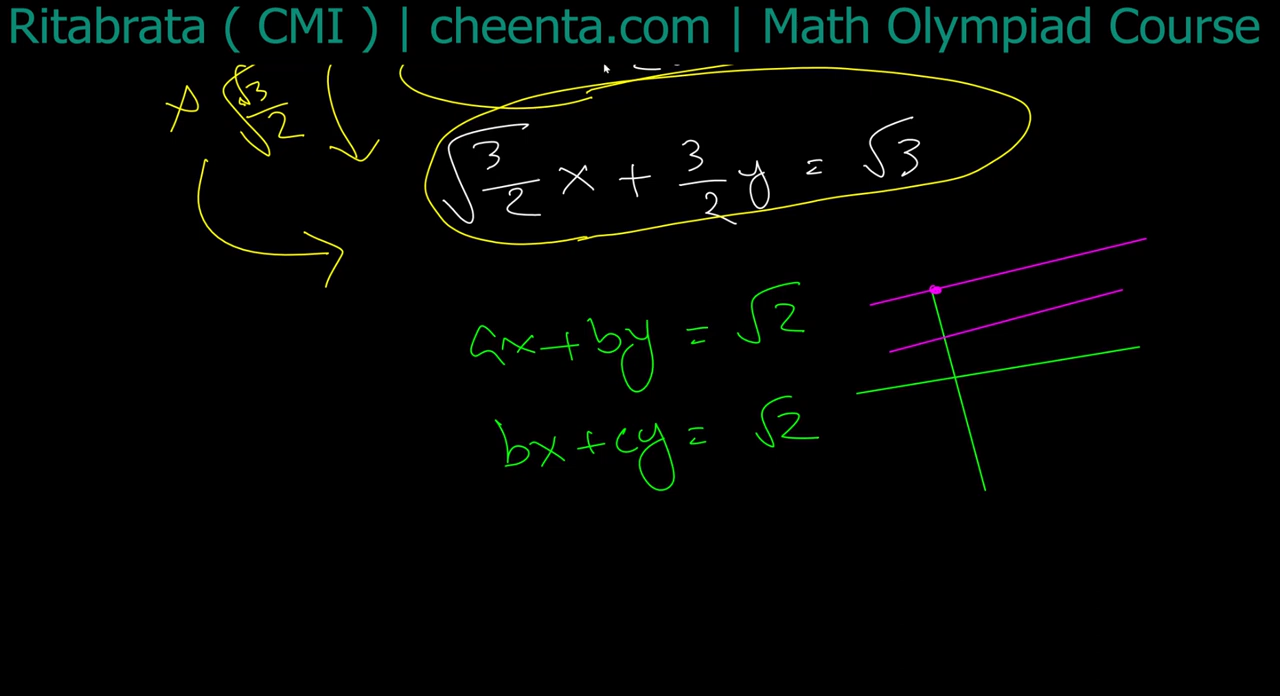 Ritabrata ( CMI ) | cheenta.com | Math Olympiad Course
× √3/2
√(3/2) x + 3/2 y = √3
ax + by = √2
bx + cy = √2